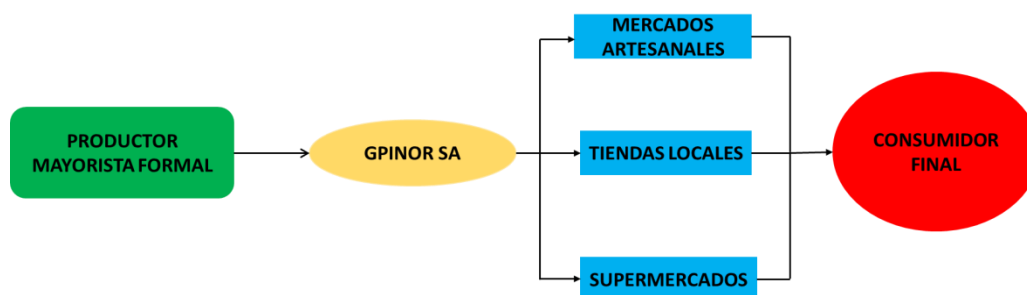 PRODUCTOR
MAYORISTA FORMAL
GPINOR SA
MERCADOS
ARTESANALES
TIENDAS LOCALES
SUPERMERCADOS
CONSUMIDOR
FINAL